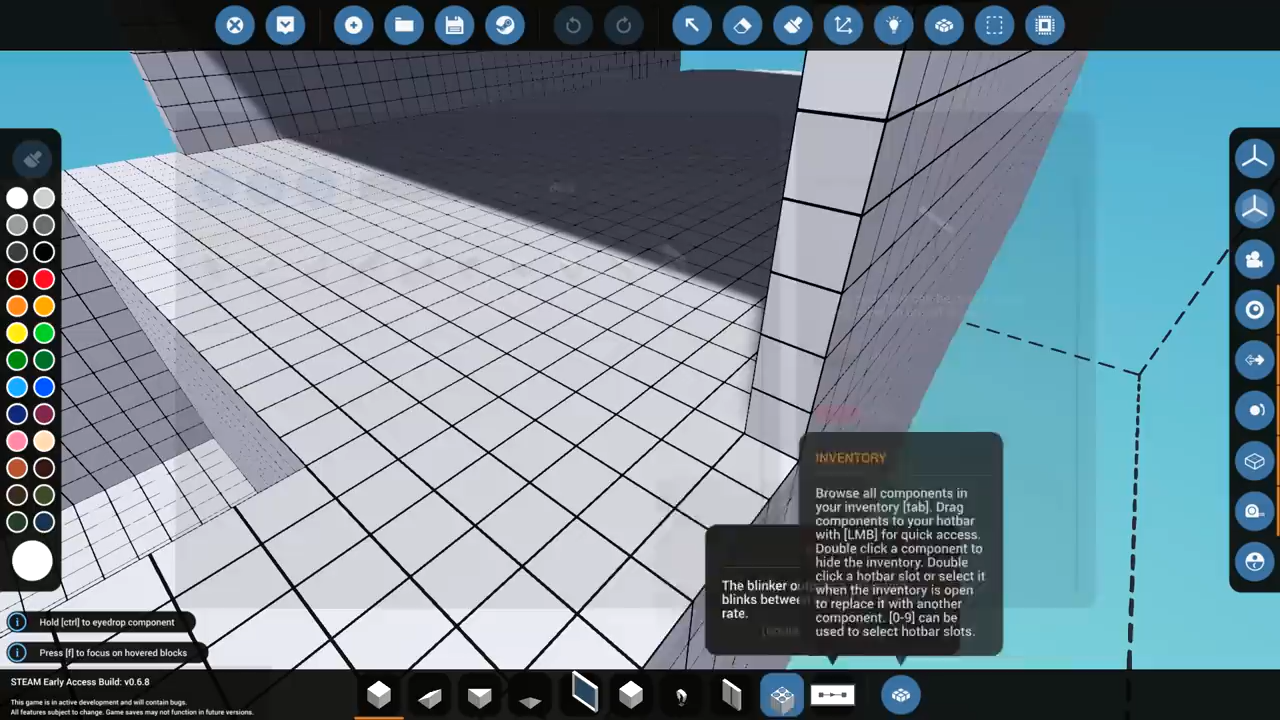 INVENTORY
Browse all components in
your inventory [tab]. Drag
components to your hotbar
with [LMB] for quick access.
Double click a component to
hide the inventory. Double
click a hotbar slot or select it
when the inventory is open
to replace it with another
component. [0-9] can be
used to select hotbar slots.
The blinker
blinks
rate.
Hold [ctrl] to eyedrop component
Press [f] to focus on hovered blocks
STEAM Early Access Build: v0.6.8
This game is in active development and will contain bugs.
All features subject to change. Game saves may not function in future versions.